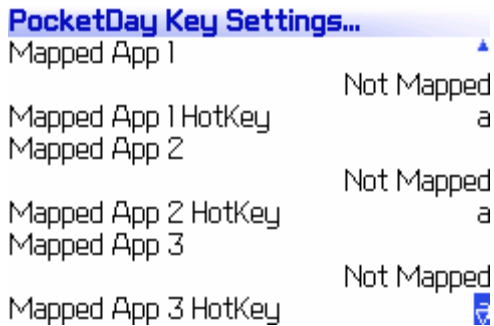 PocketDay Key Settings...
Mapped App 1
Not Mapped
Mapped App 1 HotKey a
Mapped App 2
Not Mapped
Mapped App 2 HotKey a
Mapped App 3
Not Mapped
Mapped App 3 HotKey a